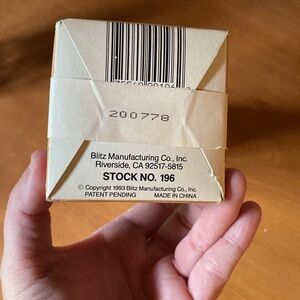 200778
Blitz Manufacturing Co., Inc.
Riverside, CA 92517-5815
STOCK NO. 196
© Copyright 1993 Blitz Manufacturing Co., Inc.
PATENT PENDING MADE IN CHINA